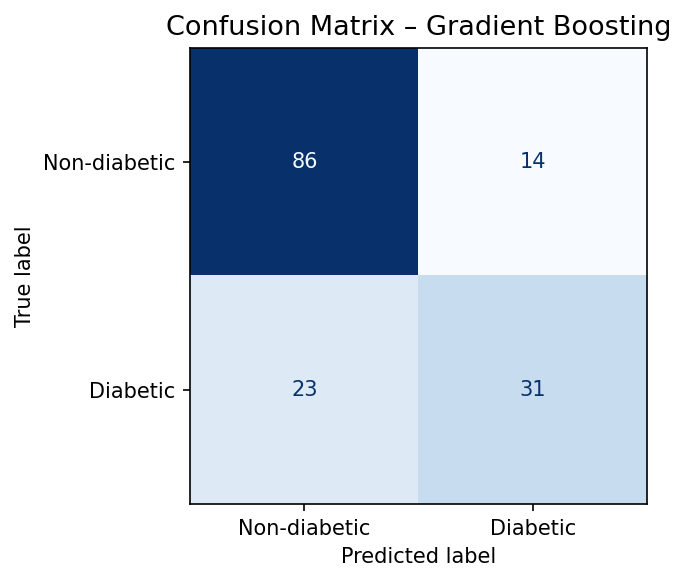 Confusion Matrix – Gradient Boosting
True label
Non-diabetic
86
14
Diabetic
23
31
Non-diabetic
Diabetic
Predicted label